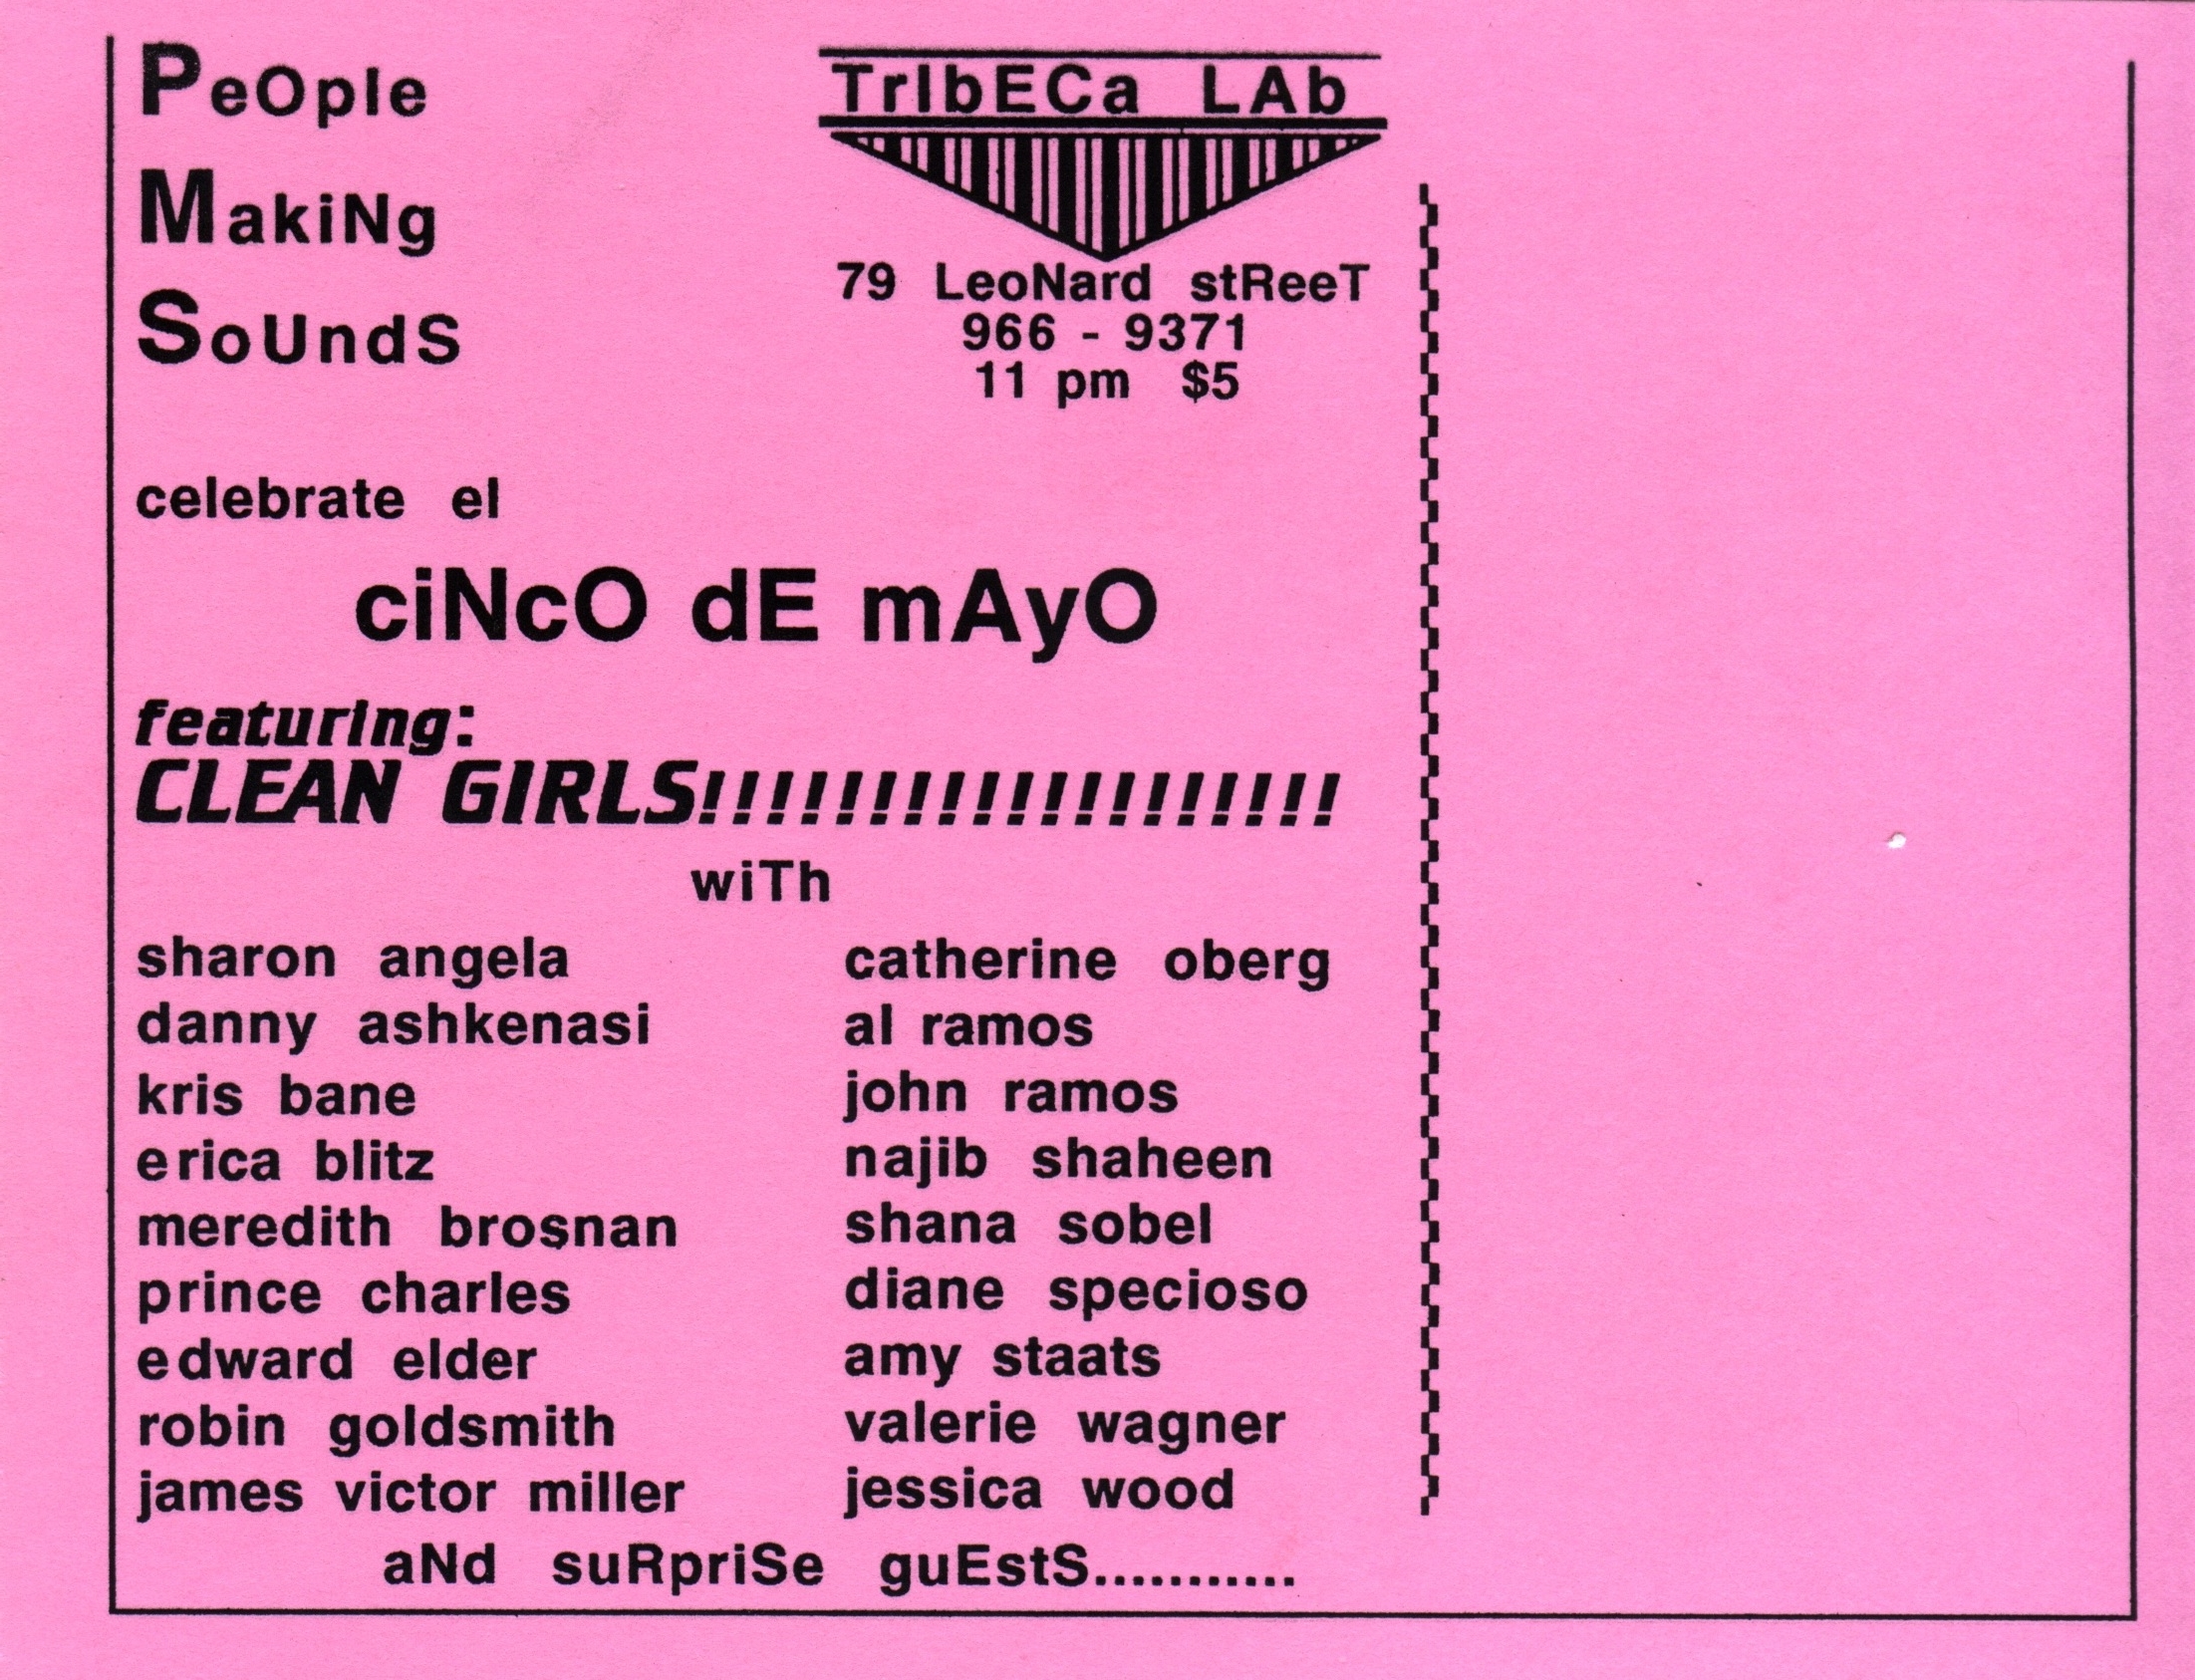 PeOple
MakiNg
SoUndS
TrIbECa LAb
79 LeoNard stReeT
966 - 9371
11 pm $5
celebrate el
ciNcO dE mAyO
featurIng:
CLEAN GIRLS!!!!!!!!!!!!!!!!!!!
wiTh
sharon angela
danny ashkenasi
kris bane
erica blitz
meredith brosnan
prince charles
edward elder
robin goldsmith
james victor miller
catherine oberg
al ramos
john ramos
najib shaheen
shana sobel
diane specioso
amy staats
valerie wagner
jessica wood
aNd suRpriSe guEstS...........